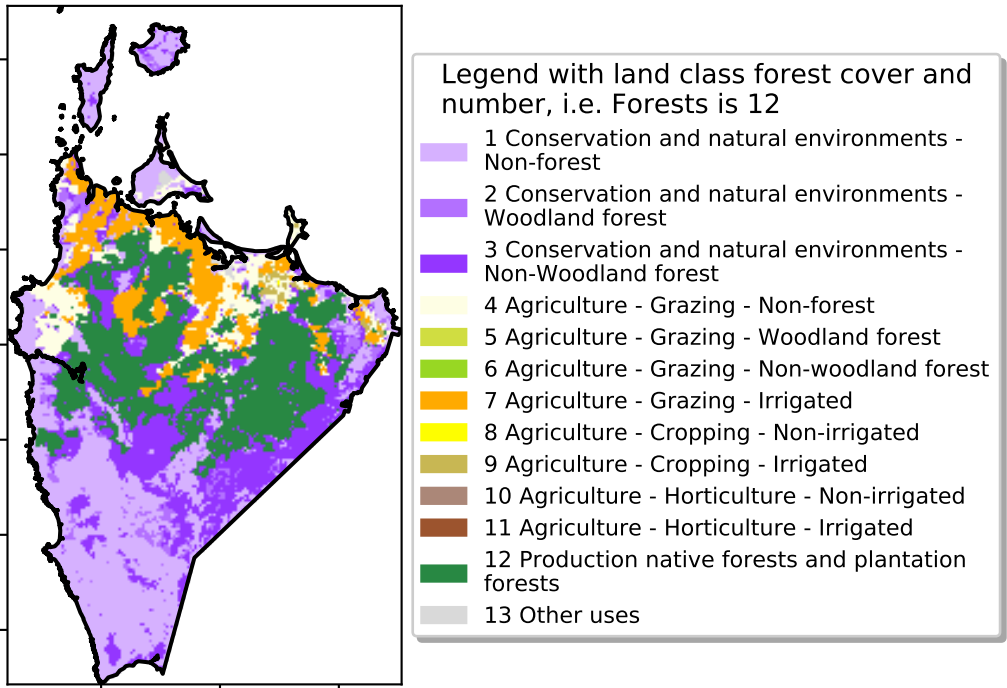 Legend with land class forest cover and
number, i.e. Forests is 12
1 Conservation and natural environments -
Non-forest
2 Conservation and natural environments -
Woodland forest
3 Conservation and natural environments -
Non-Woodland forest
4 Agriculture - Grazing - Non-forest
5 Agriculture - Grazing - Woodland forest
6 Agriculture - Grazing - Non-woodland forest
7 Agriculture - Grazing - Irrigated
8 Agriculture - Cropping - Non-irrigated
9 Agriculture - Cropping - Irrigated
10 Agriculture - Horticulture - Non-irrigated
11 Agriculture - Horticulture - Irrigated
12 Production native forests and plantation
forests
13 Other uses